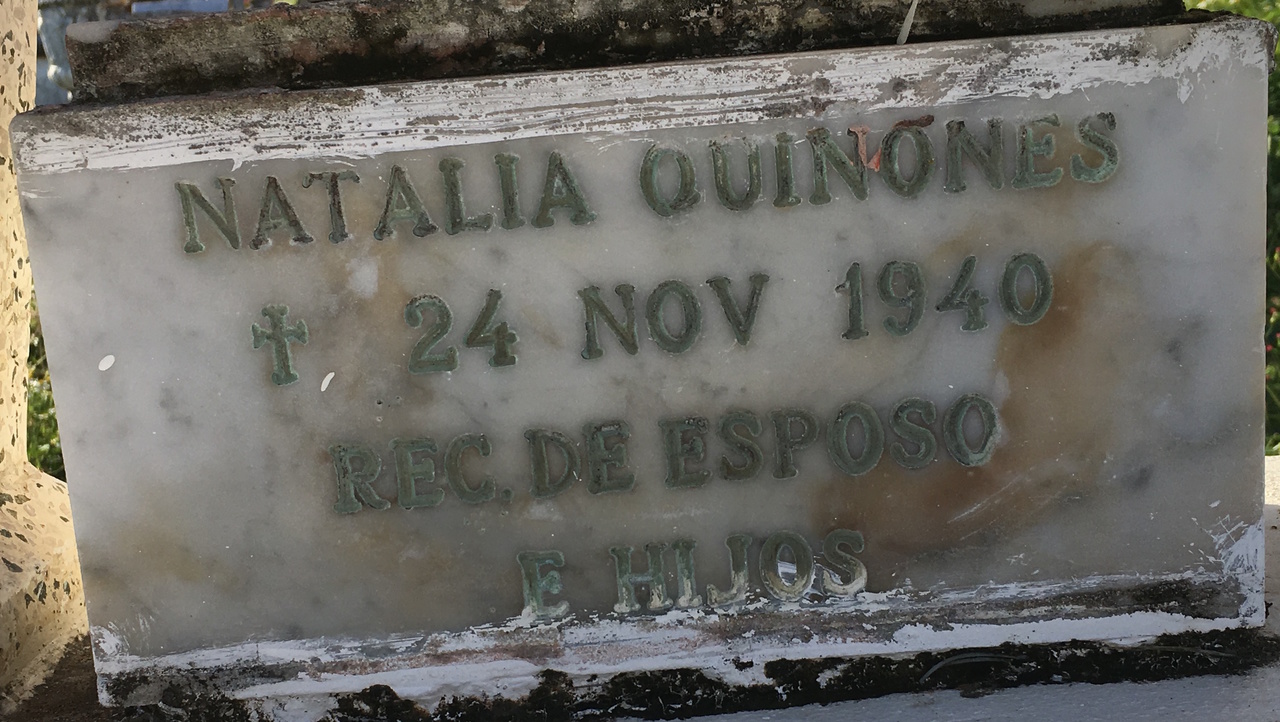 NATALIA QUIÑONES
✝ 24 NOV 1940
REC. DE ESPOSO
E HIJOS